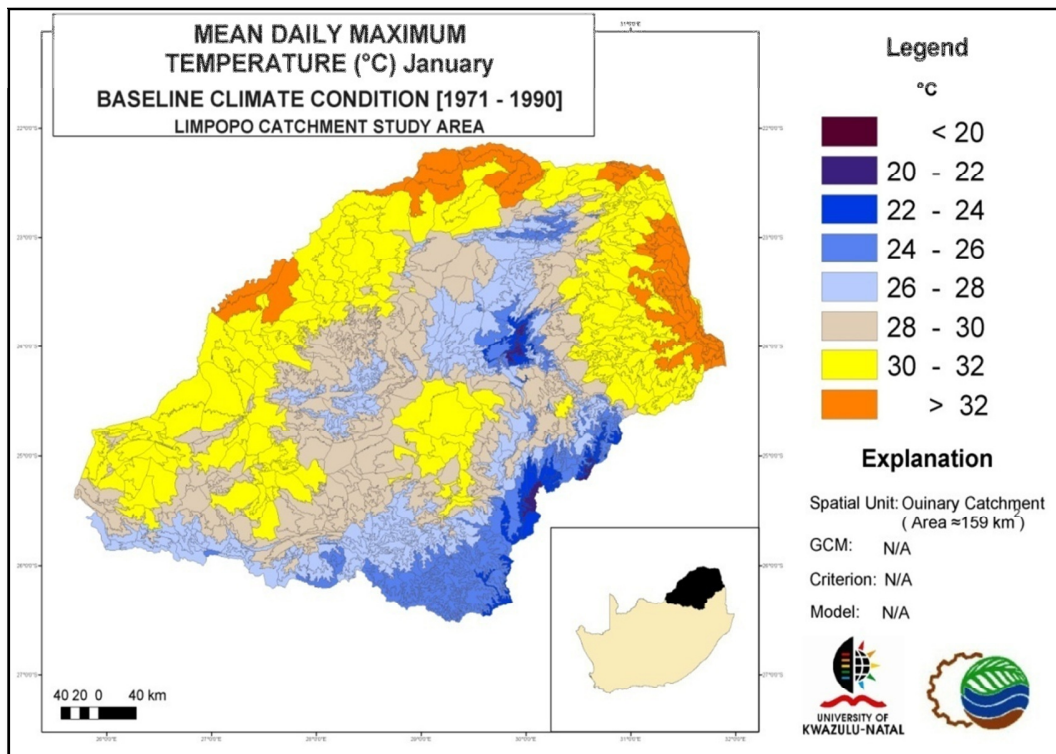 MEAN DAILY MAXIMUM
TEMPERATURE (°C) January
BASELINE CLIMATE CONDITION [1971 - 1990]
LIMPOPO CATCHMENT STUDY AREA
Legend
°C
< 20
20 - 22
22 - 24
24 - 26
26 - 28
28 - 30
30 - 32
> 32
Explanation
Spatial Unit: Quinary Catchment
( Area ≈159 km²)
GCM: N/A
Criterion: N/A
Model: N/A
UNIVERSITY OF
KWAZULU-NATAL
40 20 0 40 km